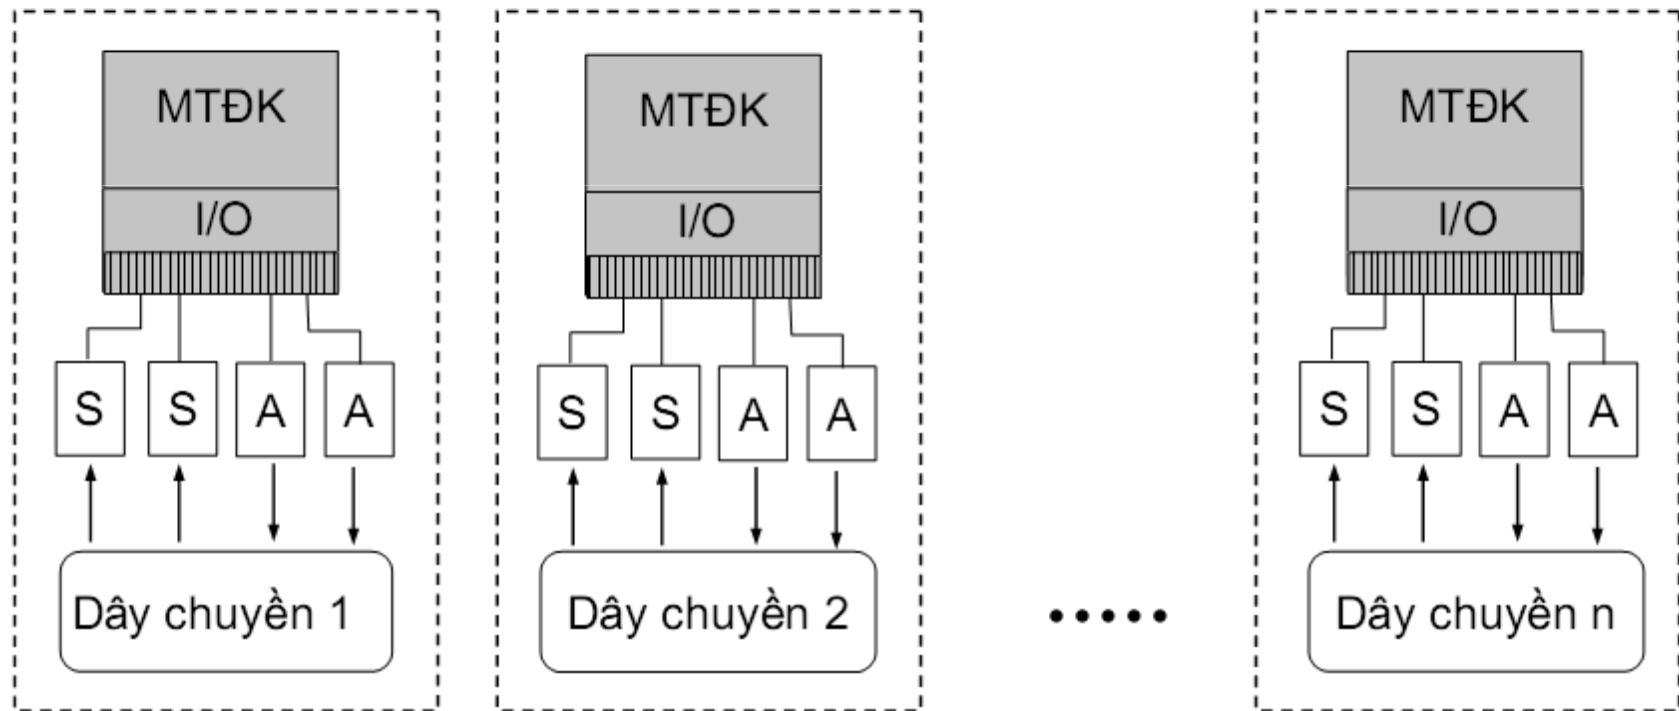 MTĐK
I/O
S S A A
Dây chuyền 1
MTĐK
I/O
S S A A
Dây chuyền 2
MTĐK
I/O
S S A A
Dây chuyền n